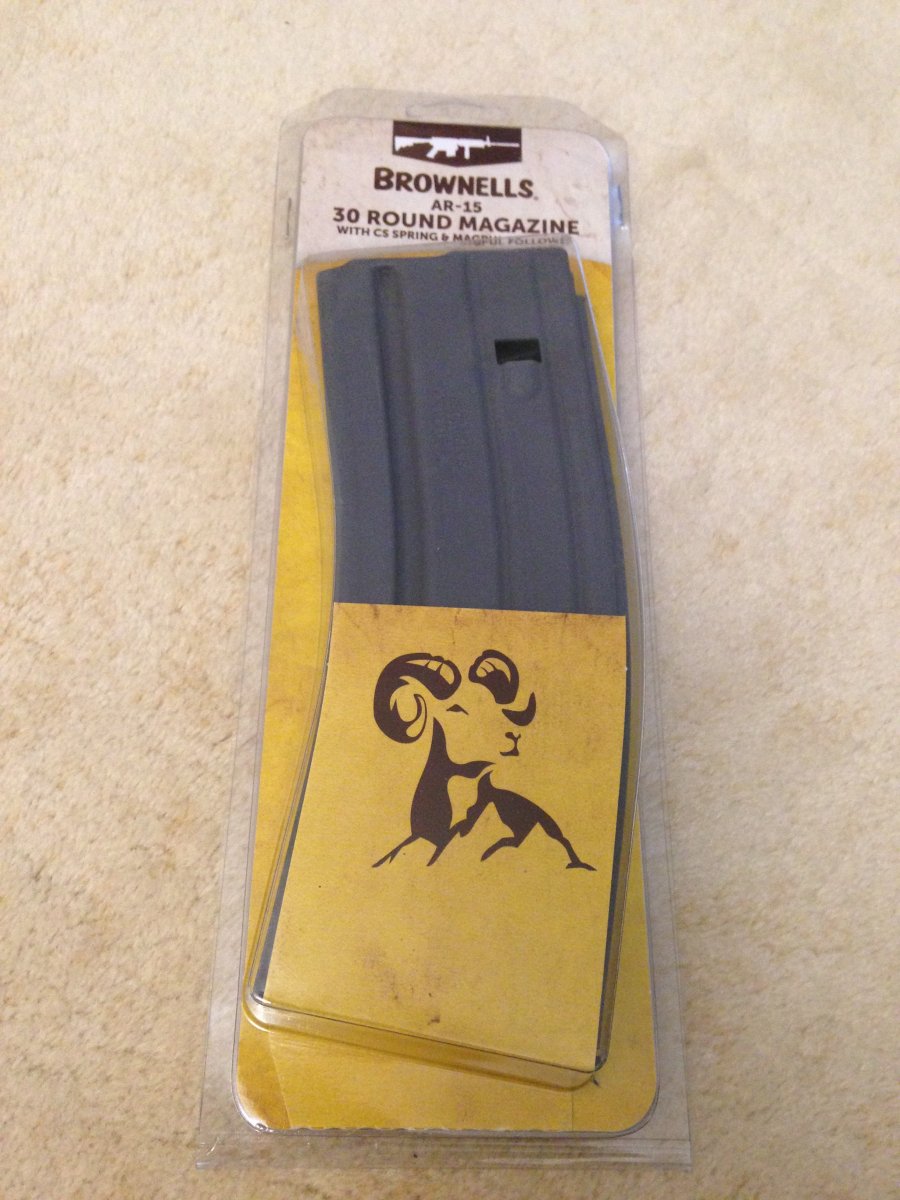 BROWNELLS
AR-15
30 ROUND MAGAZINE
WITH CS SPRING & MAGPUL FOLLOWER